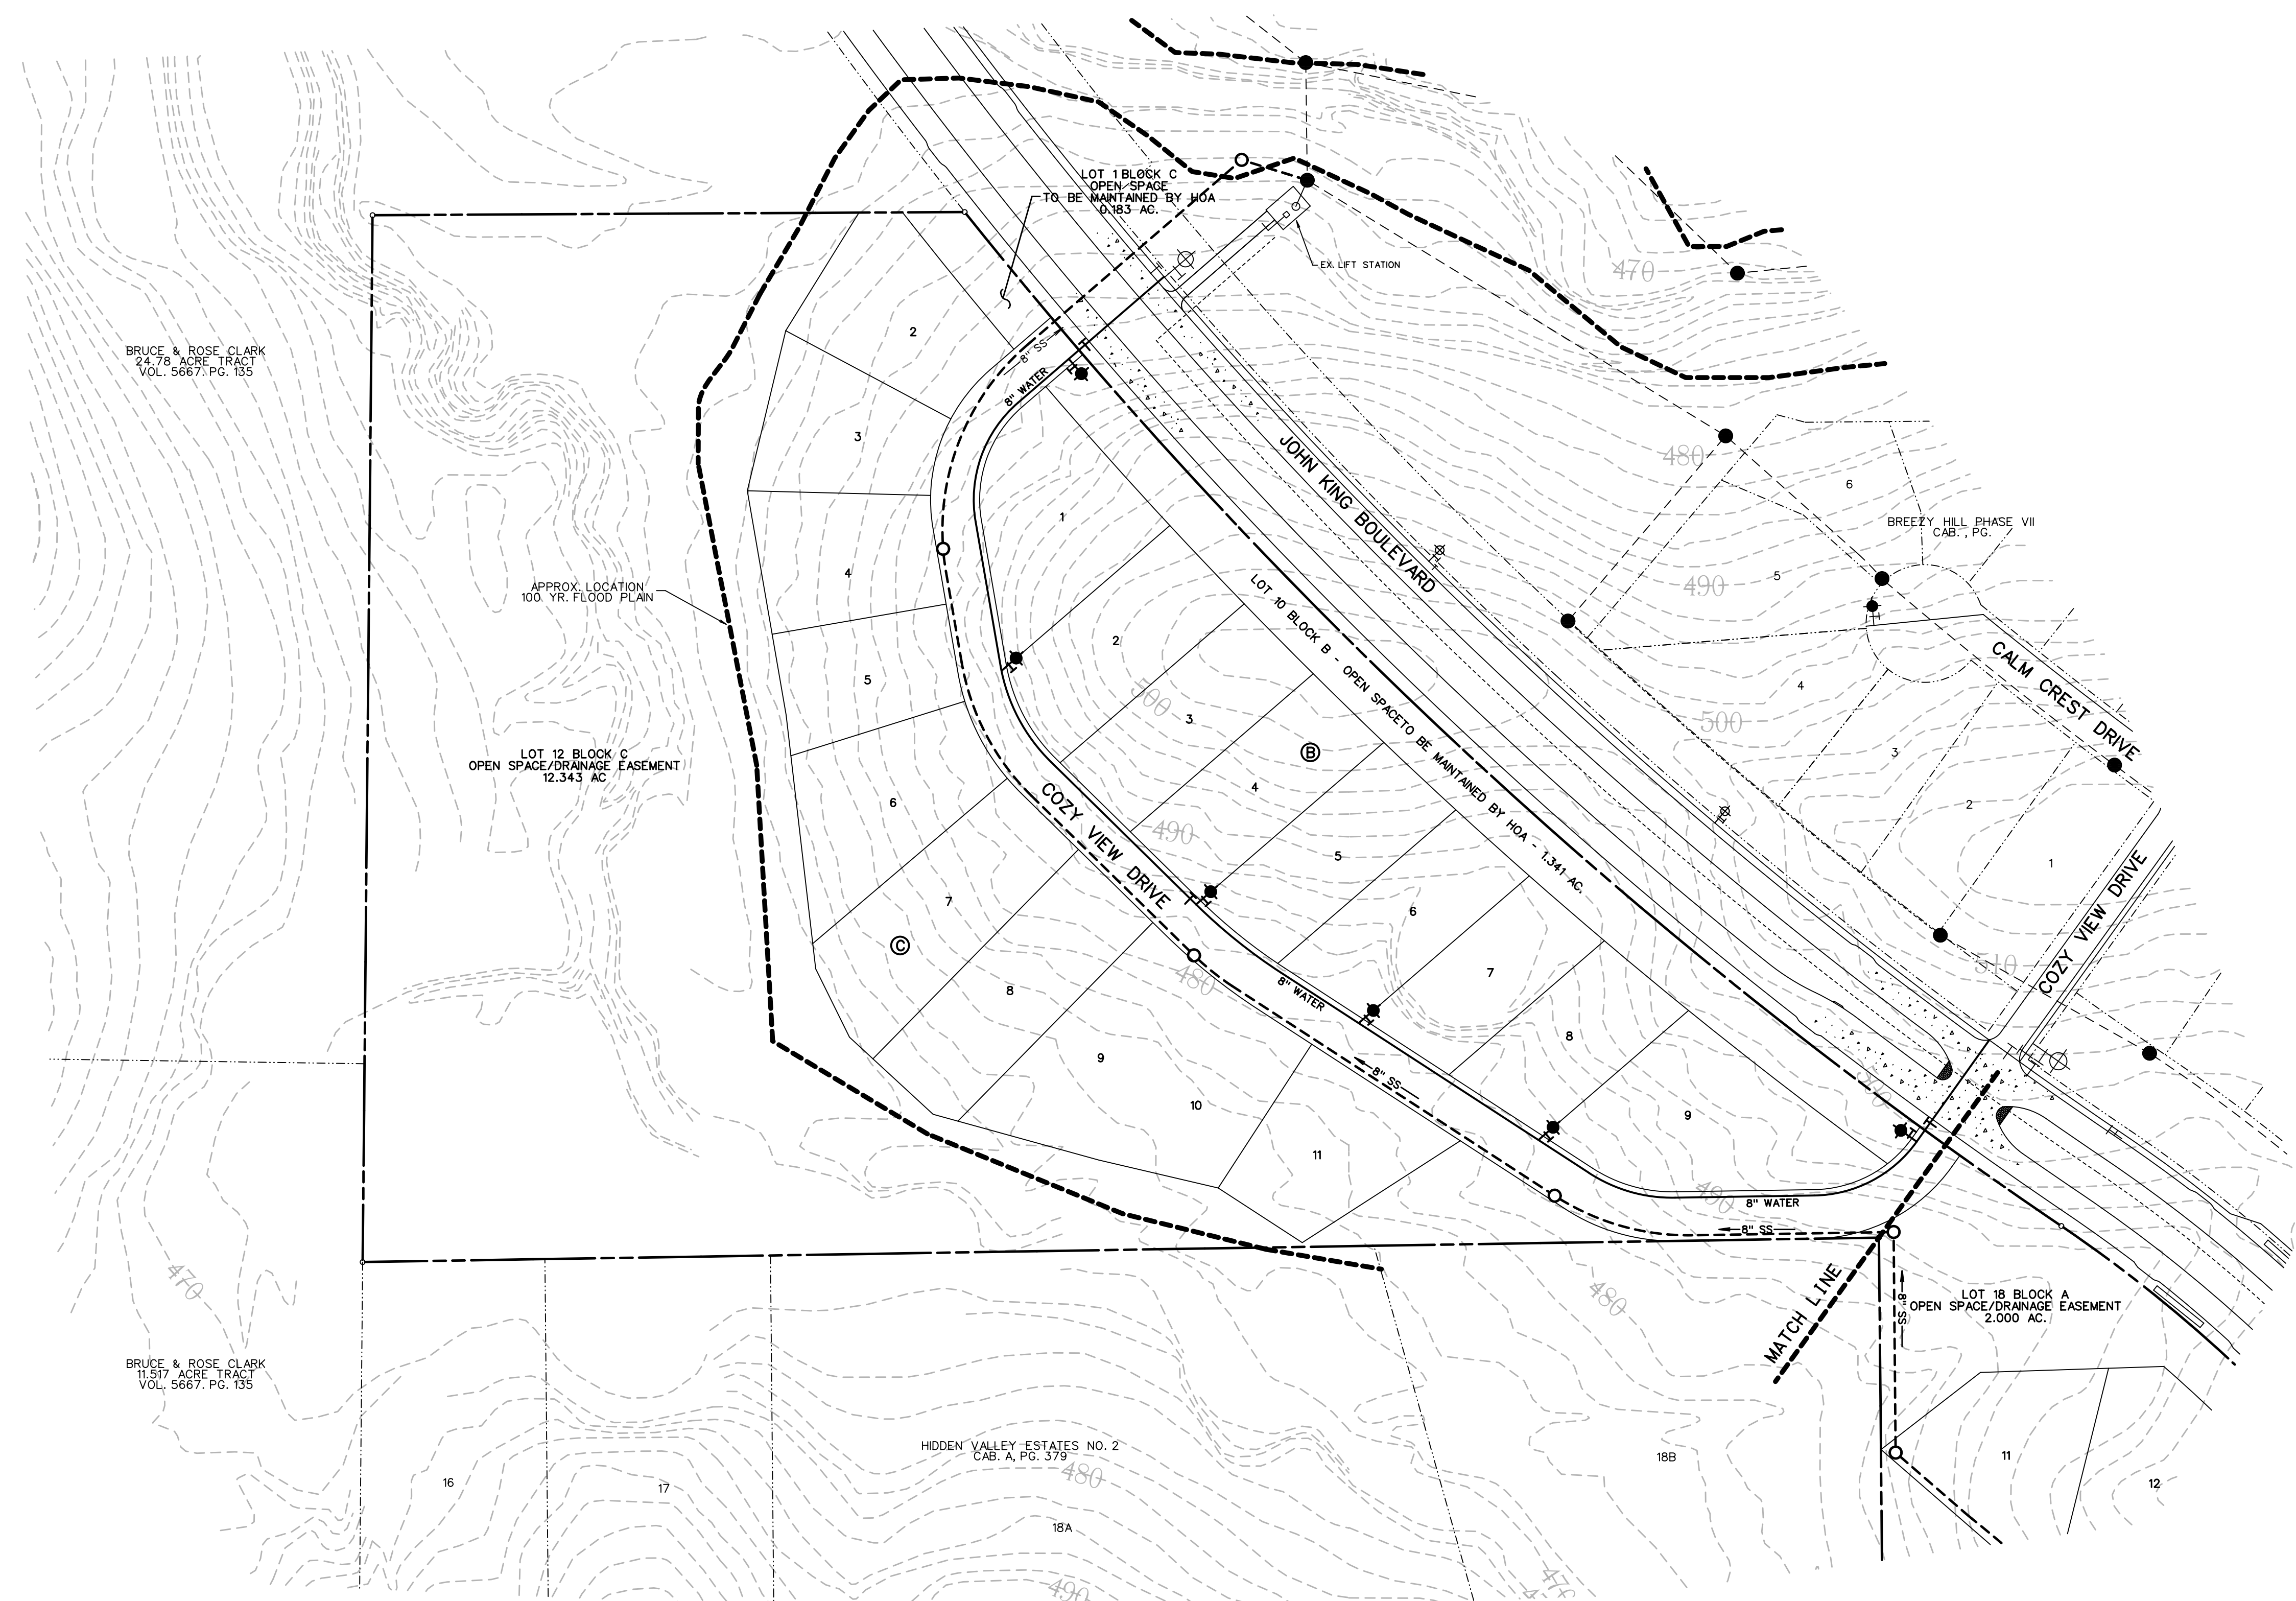 LOT 1 BLOCK C
OPEN SPACE
TO BE MAINTAINED BY HOA
0.183 AC.
EX. LIFT STATION
470
BRUCE & ROSE CLARK
24.78 ACRE TRACT
VOL. 5667. PG. 135
2
8" SS
8" WATER
3
JOHN KING BOULEVARD
480
6
1
BREEZY HILL PHASE VII
CAB. , PG.
4
490
5
APPROX. LOCATION
100 YR. FLOOD PLAIN
LOT 10 BLOCK B - OPEN SPACETO BE MAINTAINED BY HOA - 1.341 AC.
2
5
500
3
4
500
CALM CREST DRIVE
B
3
LOT 12 BLOCK C
OPEN SPACE/DRAINAGE EASEMENT
12.343 AC
4
6
COZY VIEW DRIVE
490
2
5
1
7
6
COZY VIEW DRIVE
C
510
7
480
8
8" WATER
8
9
8" SS
10
9
11
490
8" WATER
8" SS
470
480
MATCH LINE
8" SS
LOT 18 BLOCK A
OPEN SPACE/DRAINAGE EASEMENT
2.000 AC.
BRUCE & ROSE CLARK
11.517 ACRE TRACT
VOL. 5667. PG. 135
HIDDEN VALLEY ESTATES NO. 2
CAB. A, PG. 379
480
16
17
18A
18B
11
12
490
470